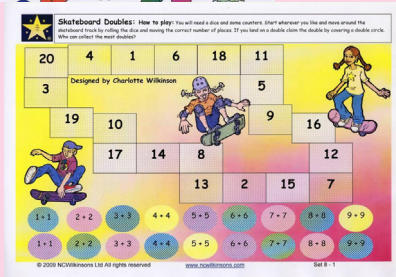 Skateboard Doubles: How to play: You will need a dice and some counters. Start wherever you like and move around the
skateboard track by rolling the dice and moving the correct number of places. If you land on a double claim the double by covering a double circle.
Who can collect the most doubles?
20 4 1 6 18 11
3 Designed by Charlotte Wilkinson 5
19 10 9 16
17 14 8 12
13 2 15 7
1 + 1 2 + 2 3 + 3 4 + 4 5 + 5 6 + 6 7 + 7 8 + 8 9 + 9
1 + 1 2 + 2 3 + 3 4 + 4 5 + 5 6 + 6 7 + 7 8 + 8 9 + 9
© 2009 NCWilkinsons Ltd All rights reserved www.ncwilkinsons.com Set 8 - 1